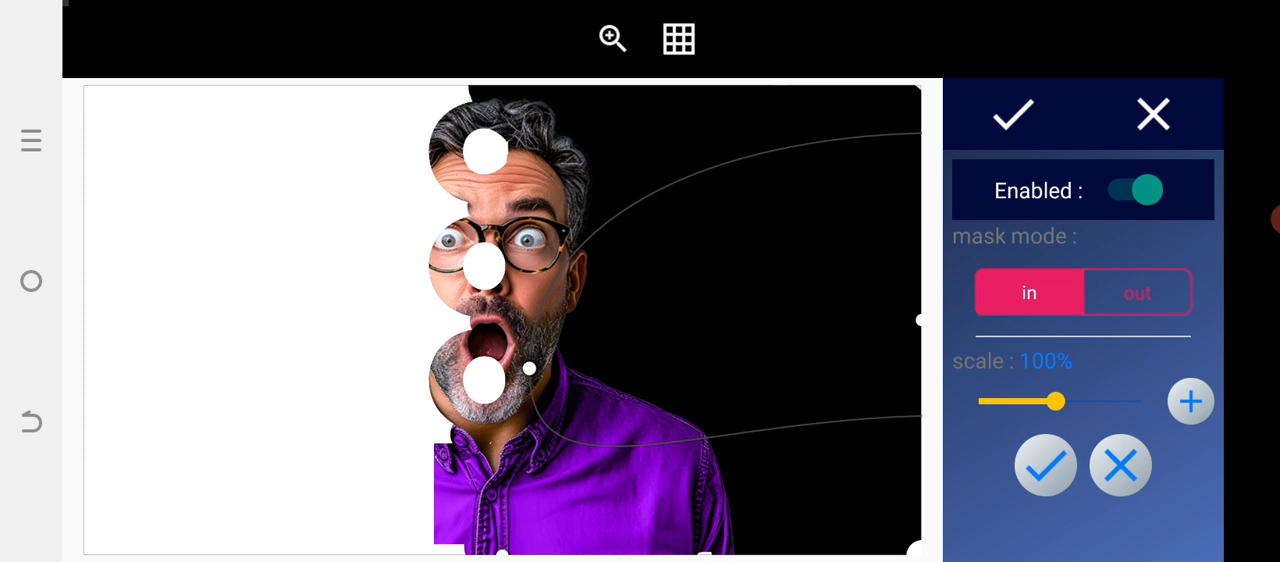 Enabled :
mask mode :
in
out
scale : 100%